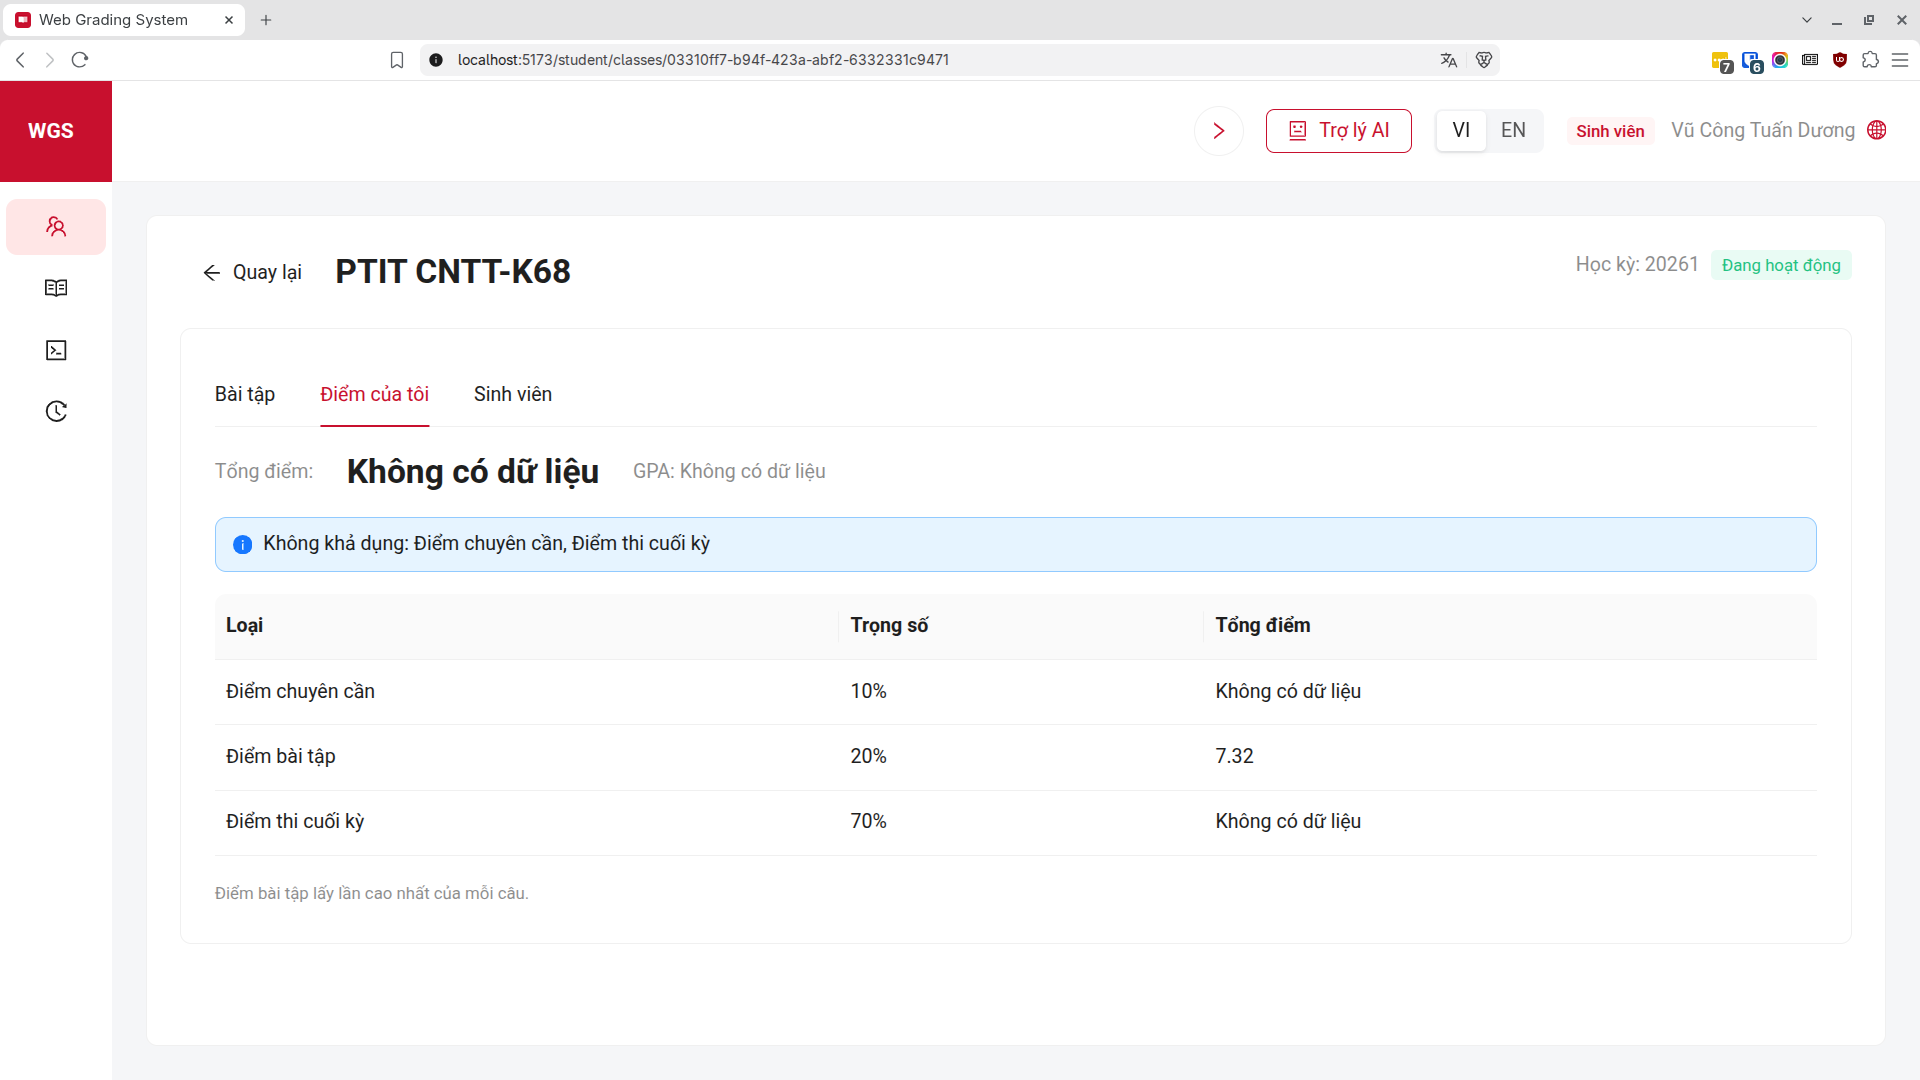 Web Grading System
localhost:5173/student/classes/03310ff7-b94f-423a-abf2-6332331c9471
7
6
WGS
Trợ lý AI
VI
EN
Sinh viên
Vũ Công Tuấn Dương
Quay lại
PTIT CNTT-K68
Học kỳ: 20261
Đang hoạt động
Bài tập
Điểm của tôi
Sinh viên
Tổng điểm:
Không có dữ liệu
GPA: Không có dữ liệu
Không khả dụng: Điểm chuyên cần, Điểm thi cuối kỳ
Loại
Trọng số
Tổng điểm
Điểm chuyên cần
10%
Không có dữ liệu
Điểm bài tập
20%
7.32
Điểm thi cuối kỳ
70%
Không có dữ liệu
Điểm bài tập lấy lần cao nhất của mỗi câu.